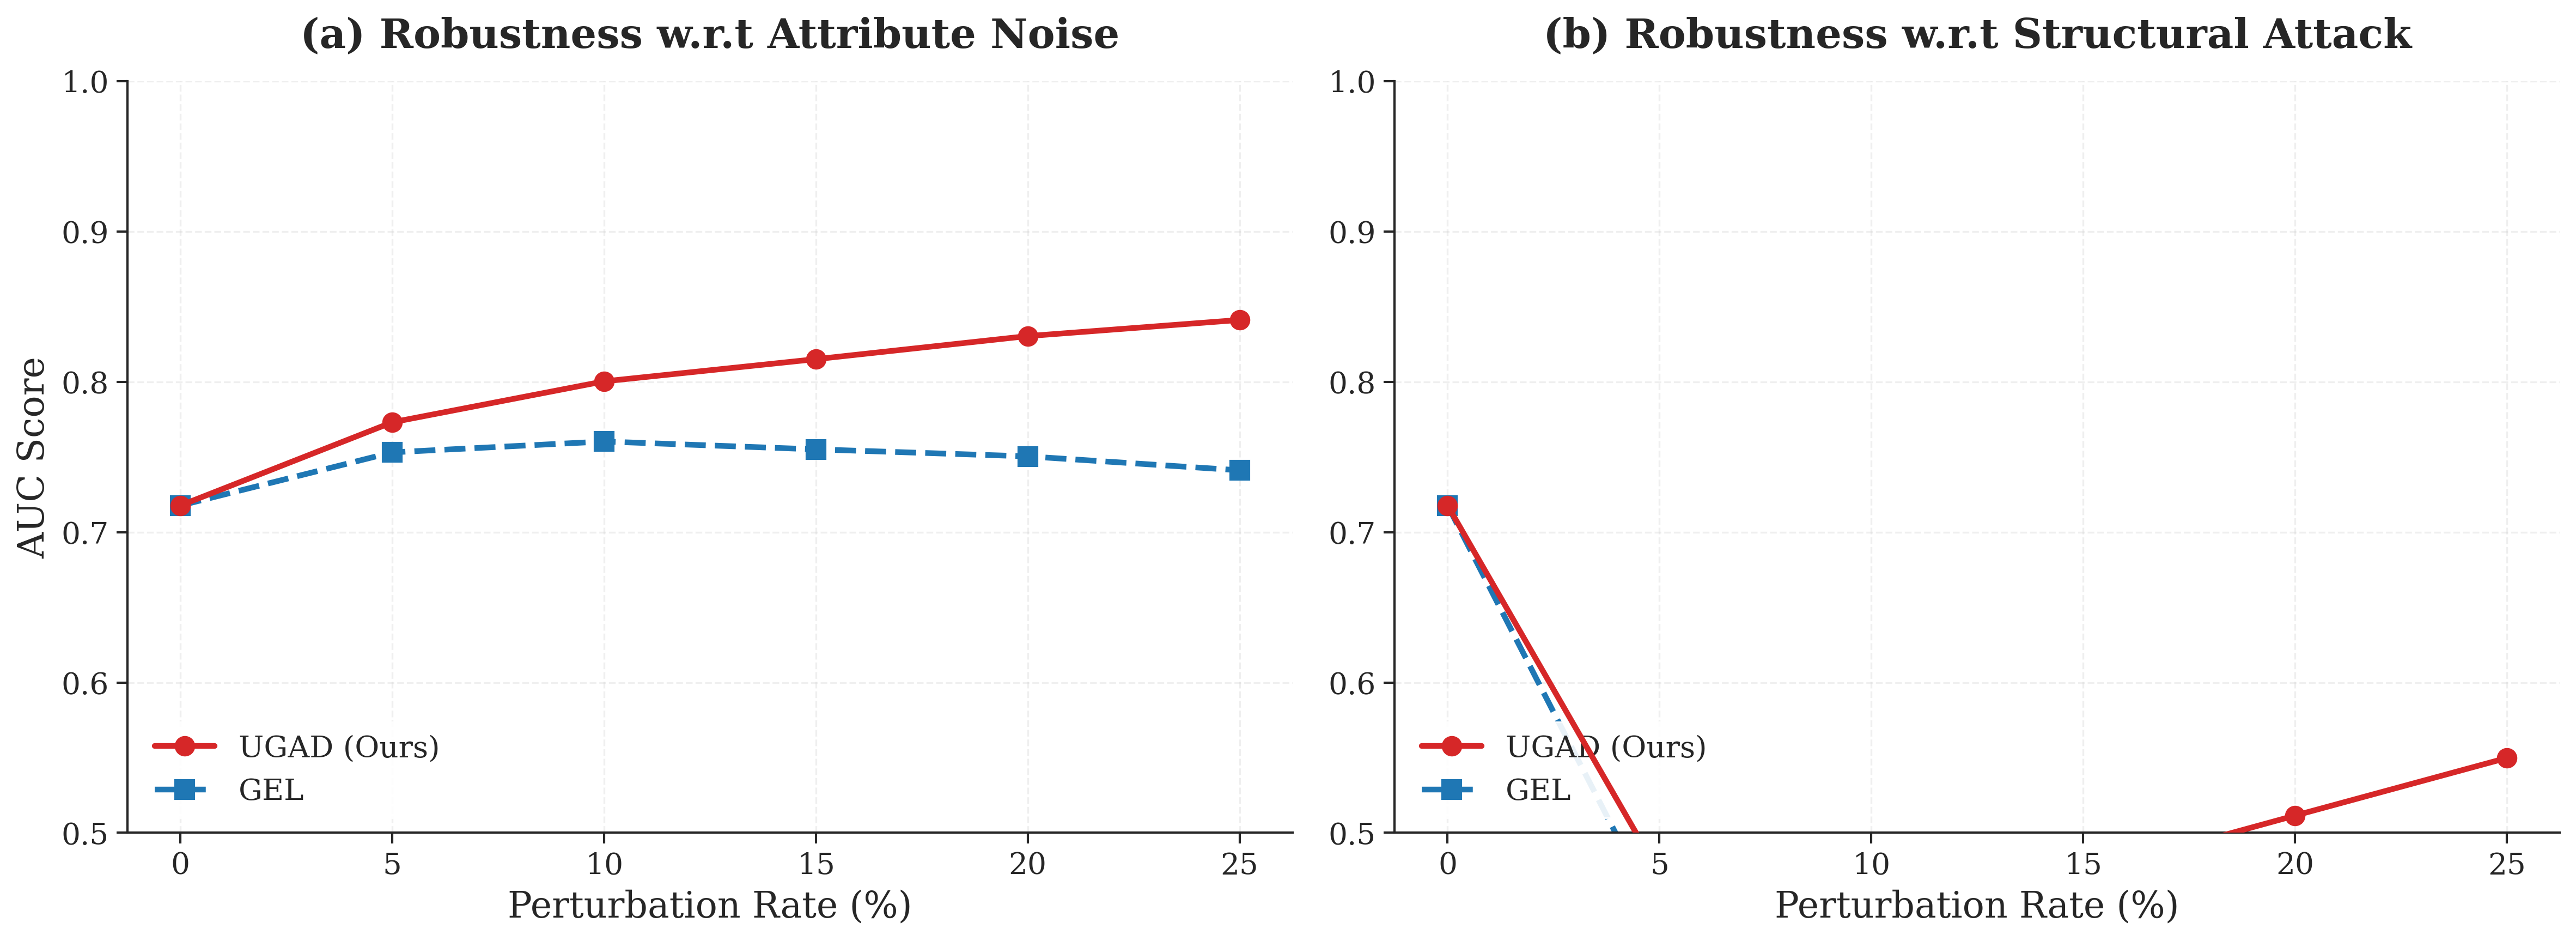 (a) Robustness w.r.t Attribute Noise
1.0
0.9
0.8
0.7
0.6
0.5
AUC Score
UGAD (Ours)
GEL
0 5 10 15 20 25
Perturbation Rate (%)
(b) Robustness w.r.t Structural Attack
1.0
0.9
0.8
0.7
0.6
0.5
UGAD (Ours)
GEL
0 5 10 15 20 25
Perturbation Rate (%)